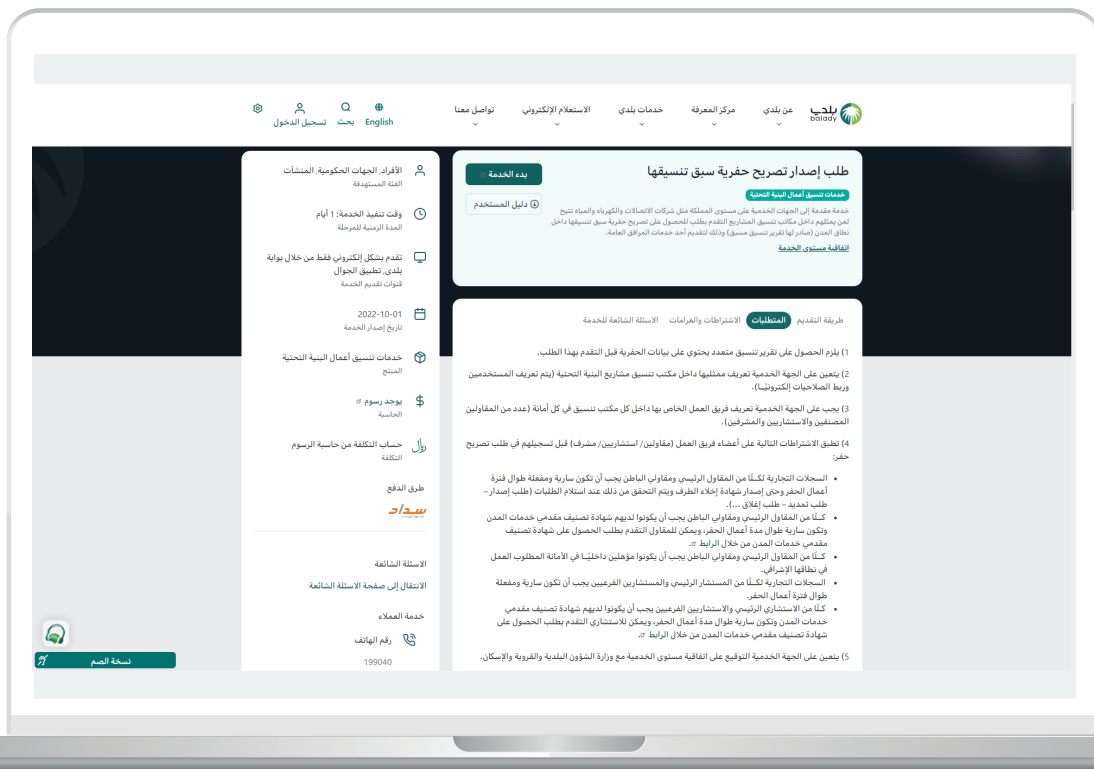 بلدي
balady
عن بلدي
مركز المعرفة
خدمات بلدي
الاستعلام الإلكتروني
تواصل معنا
English
بحث
تسجيل الدخول
طلب إصدار تصريح حفرية سبق تنسيقها
خدمات تنسيق أعمال البنية التحتية
خدمة مقدمة إلى الجهات الخدمية على مستوى المملكة مثل شركات الاتصالات والكهرباء والمياه تتيح
لمن يمثلهم داخل مكاتب تنسيق المشاريع التقدم بطلب للحصول على تصريح حفرية سبق تنسيقها داخل
نطاق المدن (صادر لها تقرير تنسيق مسبق) وذلك لتقديم أحد خدمات المرافق العامة.
اتفاقية مستوى الخدمة
بدء الخدمة
دليل المستخدم
طريقة التقديم
المتطلبات
الاشتراطات والغرامات
الاسئلة الشائعة للخدمة
1) يلزم الحصول على تقرير تنسيق متعدد يحتوي على بيانات الحفرية قبل التقدم بهذا الطلب.
2) يتعين على الجهة الخدمية تعريف ممثليها داخل مكتب تنسيق مشاريع البنية التحتية (يتم تعريف المستخدمين
وربط الصلاحيات إلكترونيًـا).
3) يجب على الجهة الخدمية تعريف فريق العمل الخاص بها داخل كل مكتب تنسيق في كل أمانة (عدد من المقاولين
المصنفين والاستشاريين والمشرفين).
4) تطبق الاشتراطات التالية على أعضاء فريق العمل (مقاولين/ استشاريين/ مشرف) قبل تسجيلهم في طلب تصريح
حفر:
• السجلات التجارية لكـلًا من المقاول الرئيسي ومقاولي الباطن يجب أن تكون سارية ومفعلة طوال فترة
أعمال الحفر وحتى إصدار شهادة إخلاء الطرف ويتم التحقق من ذلك عند استلام الطلبات (طلب إصدار –
طلب تمديد – طلب إغلاق ...).
• كـلًا من المقاول الرئيسي ومقاولي الباطن يجب أن يكونوا لديهم شهادة تصنيف مقدمي خدمات المدن
وتكون سارية طوال مدة أعمال الحفر، ويمكن للمقاول التقدم بطلب الحصول على شهادة تصنيف
مقدمي خدمات المدن من خلال الرابط.
• كـلًا من المقاول الرئيسي ومقاولي الباطن يجب أن يكونوا مؤهلين داخليًـا في الأمانة المطلوب العمل
في نطاقها الإشرافي.
• السجلات التجارية لكـلًا من المستشار الرئيسي والمستشارين الفرعيين يجب أن تكون سارية ومفعلة
طوال فترة أعمال الحفر.
• كـلًا من الاستشاري الرئيسي والاستشاريين الفرعيين يجب أن يكونوا لديهم شهادة تصنيف مقدمي
خدمات المدن وتكون سارية طوال مدة أعمال الحفر، ويمكن للاستشاري التقدم بطلب الحصول على
شهادة تصنيف مقدمي خدمات المدن من خلال الرابط.
5) يتعين على الجهة الخدمية التوقيع على اتفاقية مستوى الخدمية مع وزارة الشؤون البلدية والقروية والإسكان.
الأفراد, الجهات الحكومية, المنشآت
الفئة المستهدفة
وقت تنفيذ الخدمة: 1 أيام
المدة الزمنية للمرحلة
تقدم بشكل إلكتروني فقط من خلال بوابة
بلدي, تطبيق الجوال
قنوات تقديم الخدمة
2022-10-01
تاريخ إصدار الخدمة
خدمات تنسيق أعمال البنية التحتية
المنتج
يوجد رسوم
الحاسبة
حساب التكلفة من حاسبة الرسوم
التكلفة
طرق الدفع
سداد
الاسئلة الشائعة
الانتقال إلى صفحة الاسئلة الشائعة
خدمة العملاء
رقم الهاتف
199040
نسخة الصم